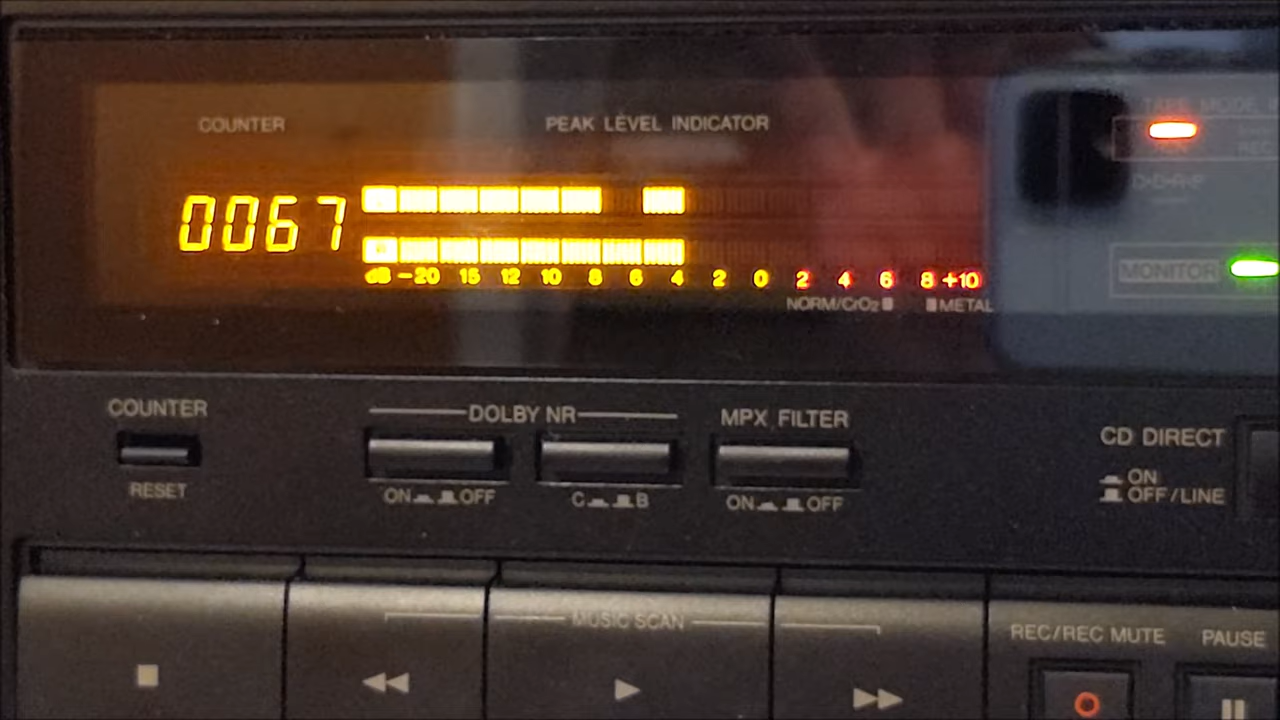 COUNTER
PEAK LEVEL INDICATOR
TAPE MODE
0067
dB -20 15 12 10 8 6 4 2 0 2 4 6 8 +10
NORM/CrO2 METAL
MONITOR
COUNTER
RESET
DOLBY NR
ON OFF
C B
MPX FILTER
ON OFF
CD DIRECT
ON
OFF/LINE
MUSIC SCAN
REC/REC MUTE
PAUSE